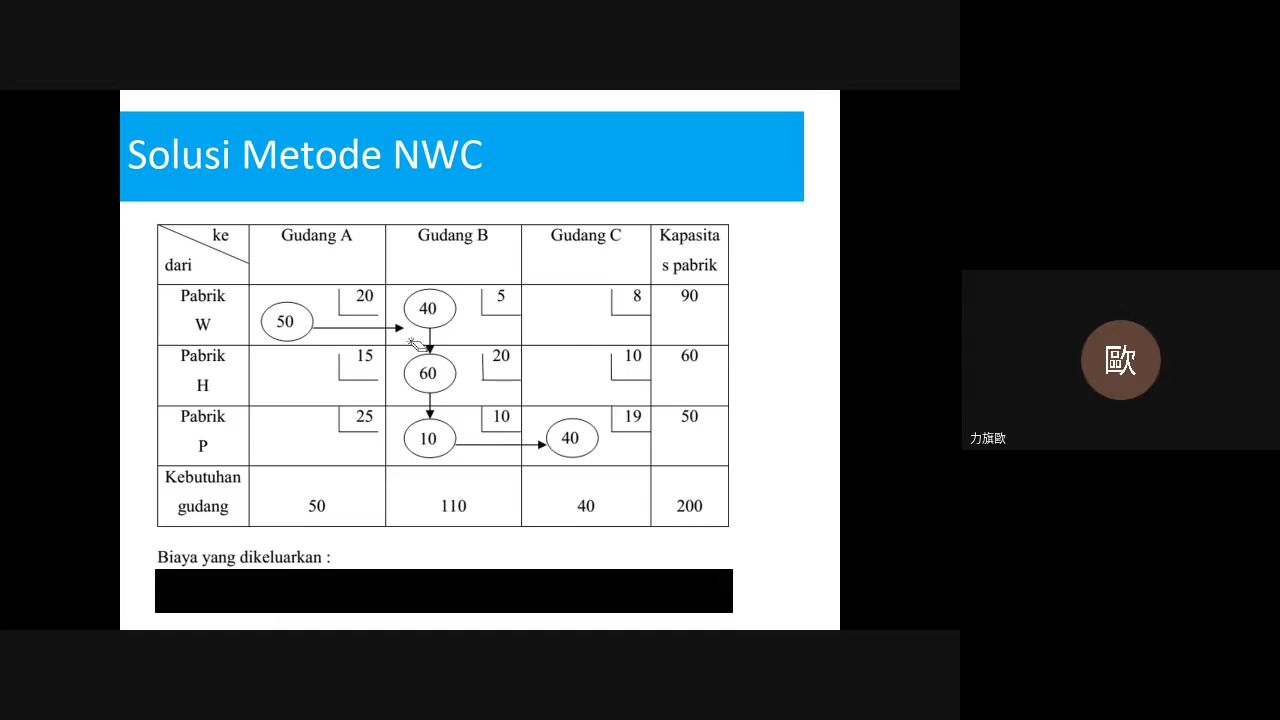 Solusi Metode NWC
ke
dari
Gudang A
Gudang B
Gudang C
Kapasita
s pabrik
Pabrik
W
50
20
40
5
8
90
Pabrik
H
15
60
20
10
60
Pabrik
P
25
10
10
40
19
50
Kebutuhan
gudang
50
110
40
200
Biaya yang dikeluarkan :
歐
力旗歐